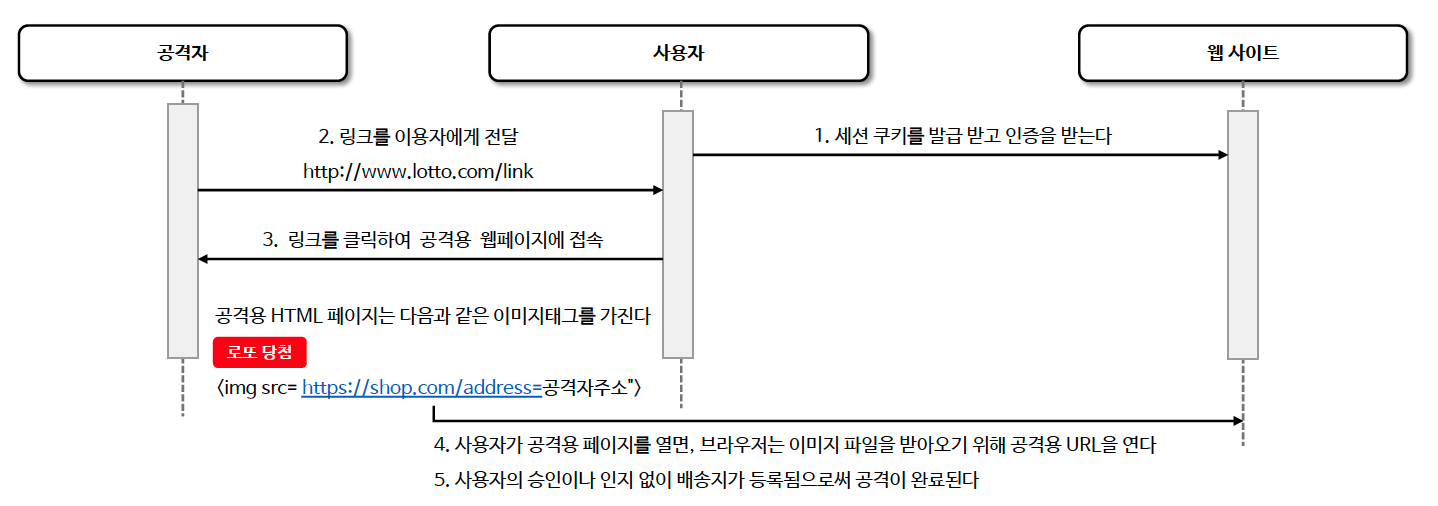 공격자
사용자
웹 사이트
1. 세션 쿠키를 발급 받고 인증을 받는다
2. 링크를 이용자에게 전달
http://www.lotto.com/link
3. 링크를 클릭하여 공격용 웹페이지에 접속
공격용 HTML 페이지는 다음과 같은 이미지태그를 가진다
로또 당첨
<img src= https://shop.com/address=공격자주소">
4. 사용자가 공격용 페이지를 열면, 브라우저는 이미지 파일을 받아오기 위해 공격용 URL을 연다
5. 사용자의 승인이나 인지 없이 배송지가 등록됨으로써 공격이 완료된다